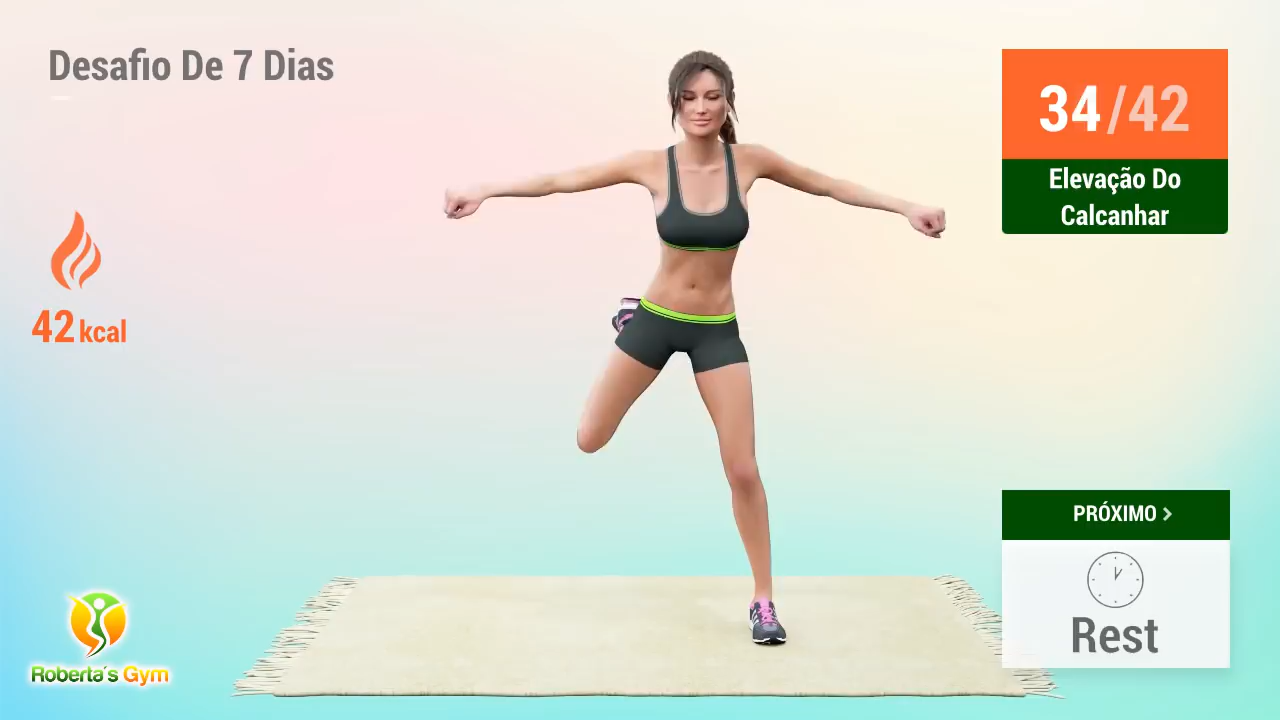 Desafio De 7 Dias
34/42
Elevação Do
Calcanhar
42 kcal
PRÓXIMO >
Rest
Roberta´s Gym